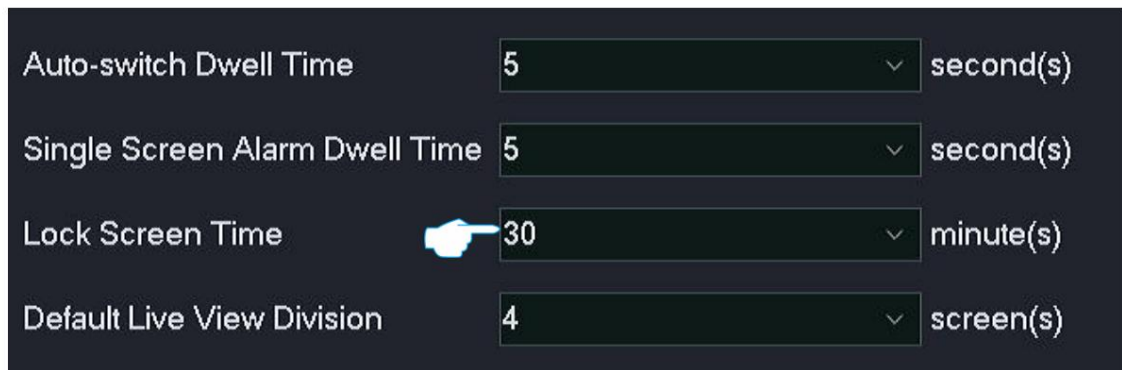 Auto-switch Dwell Time 5 second(s)
Single Screen Alarm Dwell Time 5 second(s)
Lock Screen Time 30 minute(s)
Default Live View Division 4 screen(s)